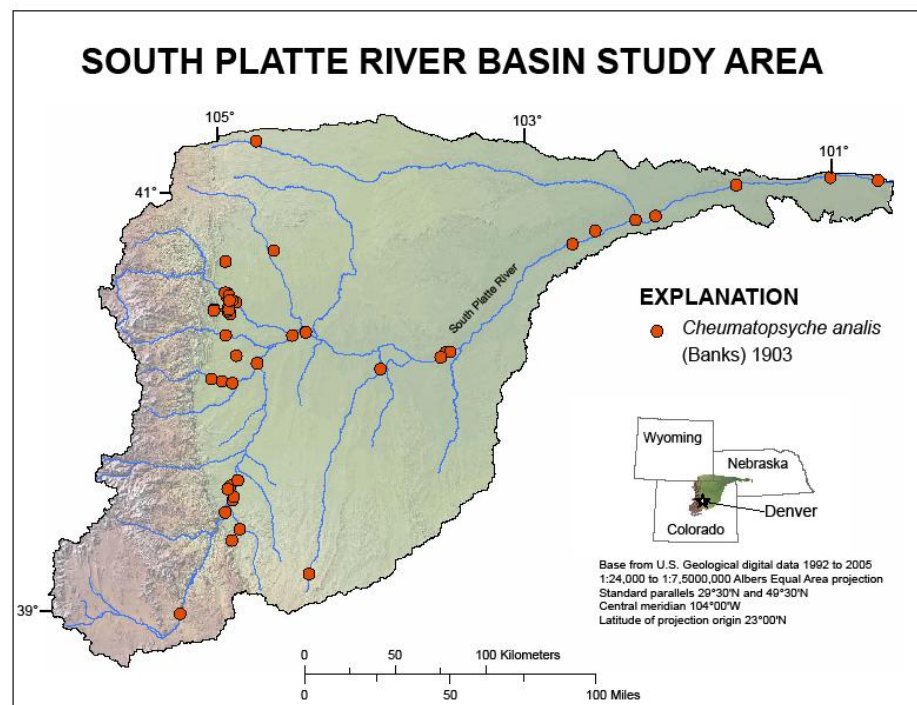 SOUTH PLATTE RIVER BASIN STUDY AREA
105°
103°
101°
41°
South Platte River
EXPLANATION
Cheumatopsyche analis
(Banks) 1903
Wyoming
Nebraska
Denver
Colorado
Base from U.S. Geological digital data 1992 to 2005
1:24,000 to 1:7,5000,000 Albers Equal Area projection
Standard parallels 29°30'N and 49°30'N
Central meridian 104°00'W
Latitude of projection origin 23°00'N
39°
0 50 100 Kilometers
0 50 100 Miles